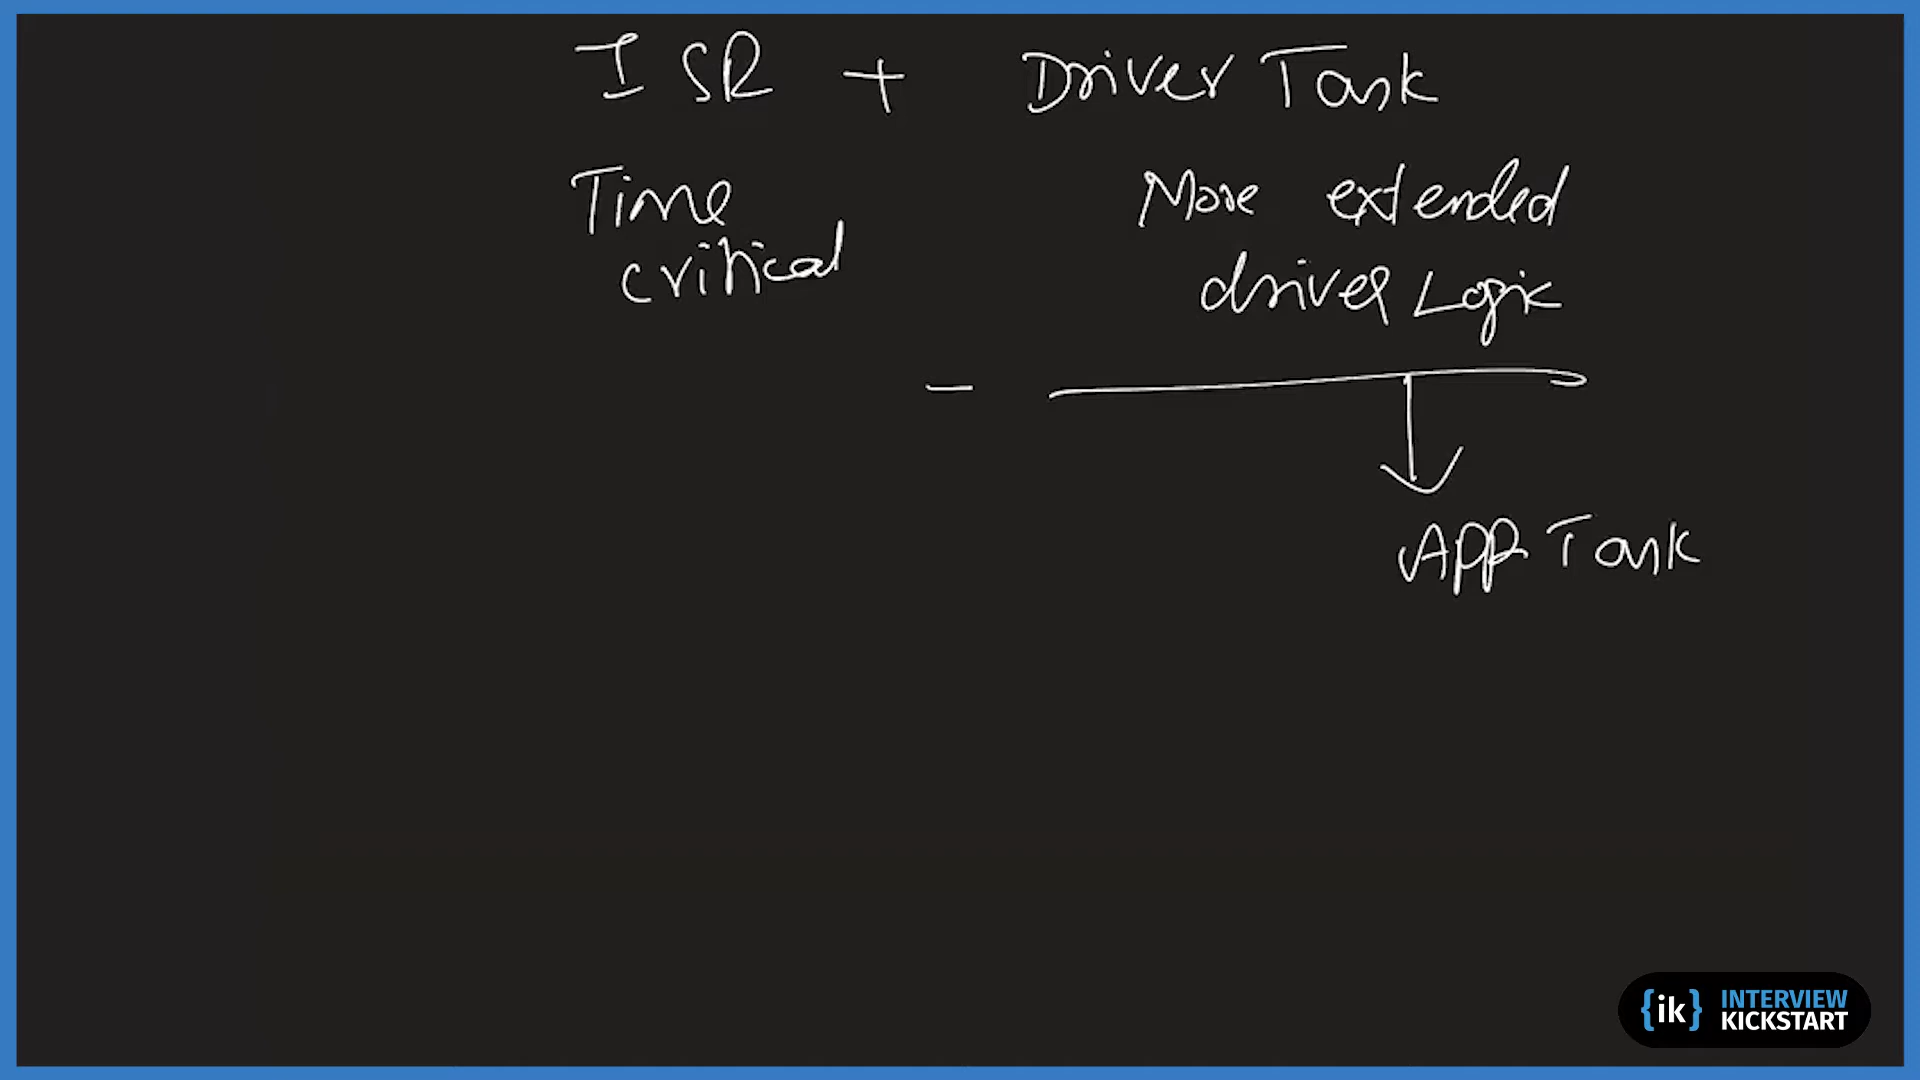 ISR + Driver Task
Time More extended
critical driver Logic
APP Task
{ik} INTERVIEW
KICKSTART